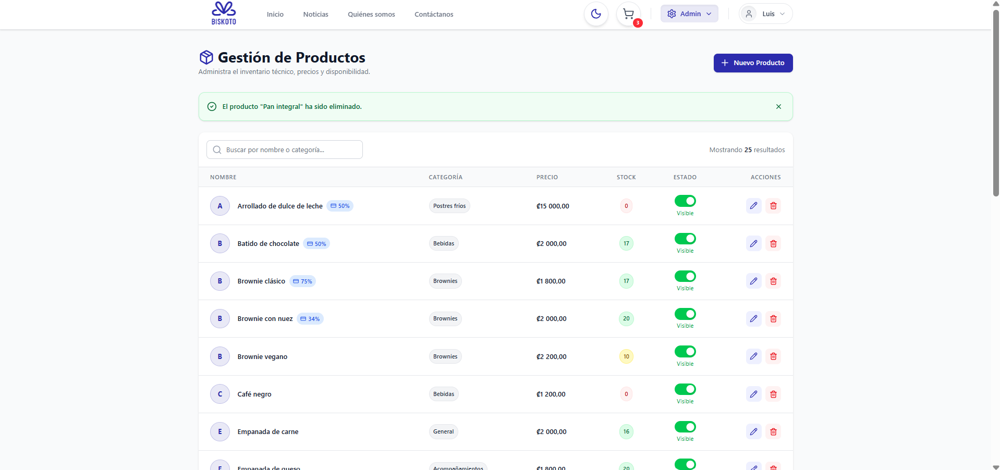 BISKOTO
Inicio
Noticias
Quiénes somos
Contáctanos
3
Admin
Luis
Gestión de Productos
Administra el inventario técnico, precios y disponibilidad.
Nuevo Producto
El producto "Pan integral" ha sido eliminado.
Buscar por nombre o categoría...
Mostrando 25 resultados
NOMBRE CATEGORÍA PRECIO STOCK ESTADO ACCIONES
A Arrollado de dulce de leche 50% Postres fríos ₡15 000,00 0 Visible
B Batido de chocolate 50% Bebidas ₡2 000,00 17 Visible
B Brownie clásico 75% Brownies ₡1 800,00 17 Visible
B Brownie con nuez 34% Brownies ₡2 000,00 20 Visible
B Brownie vegano Brownies ₡2 200,00 10 Visible
C Café negro Bebidas ₡1 200,00 0 Visible
E Empanada de carne General ₡2 000,00 16 Visible
E Empanada de queso Acompañamientos ₡1 800,00 20